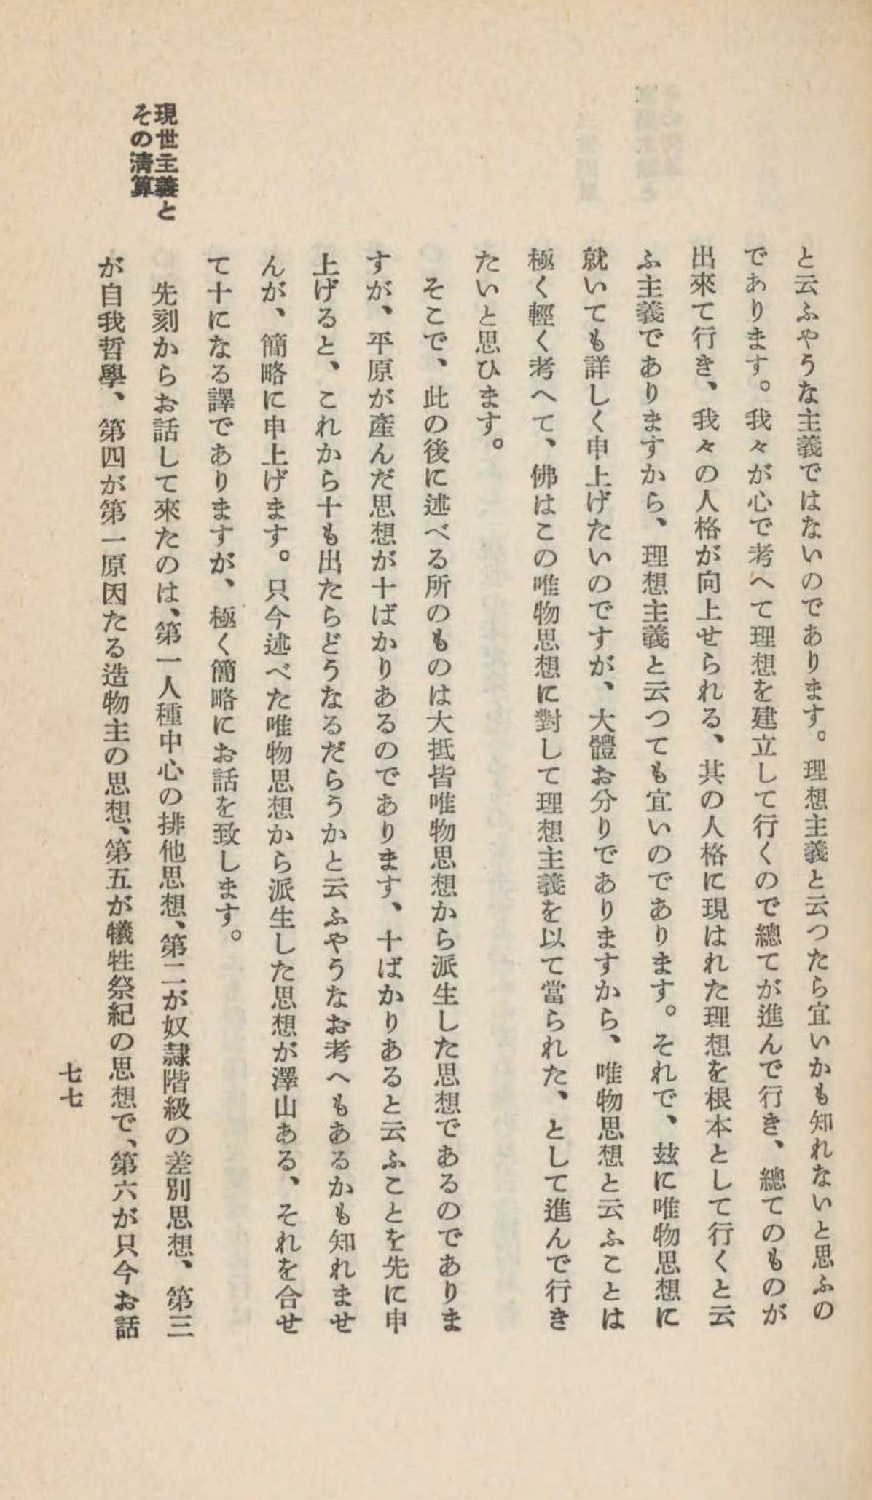 現世主義と
その淸算
と云ふやうな主義ではないのであります。理想主義と云つたら宜いかも知れないと思ふの
であります。我々が心で考へて理想を建立して行くので總てが進んで行き、總てのものが
出來て行き、我々の人格が向上せられる、其の人格に現はれた理想を根本として行くと云
ふ主義でありますから、理想主義と云つても宜いのであります。それで、玆に唯物思想に
就いても詳しく申上げたいのですが、大體お分りでありますから、唯物思想と云ふことは
極く輕く考へて、佛はこの唯物思想に對して理想主義を以て當られた、として進んで行き
たいと思ひます。
そこで、此の後に述べる所のものは大抵皆唯物思想から派生した思想であるのでありま
すが、平原が產んだ思想が十ばかりあるのであります、十ばかりあると云ふことを先に申
上げると、これから十も出たらどうなるだらうかと云ふやうなお考へもあるかも知れませ
んが、簡略に申上げます。只今述べた唯物思想から派生した思想が澤山ある、それを合せ
て十になる譯でありますが、極く簡略にお話を致します。
先刻からお話して來たのは、第一人種中心の排他思想、第二が奴隷階級の差別思想、第三
が自我哲學、第四が第一原因たる造物主の思想、第五が犧牲祭紀の思想で、第六が只今お話
七七